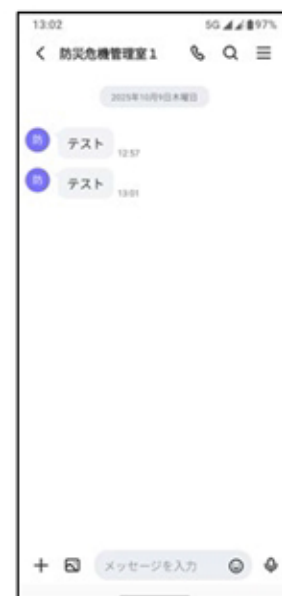 13:02 5G 97%
防災危機管理室1
2025年10月9日木曜日
防 テスト 12:57
防 テスト 13:01
メッセージを入力